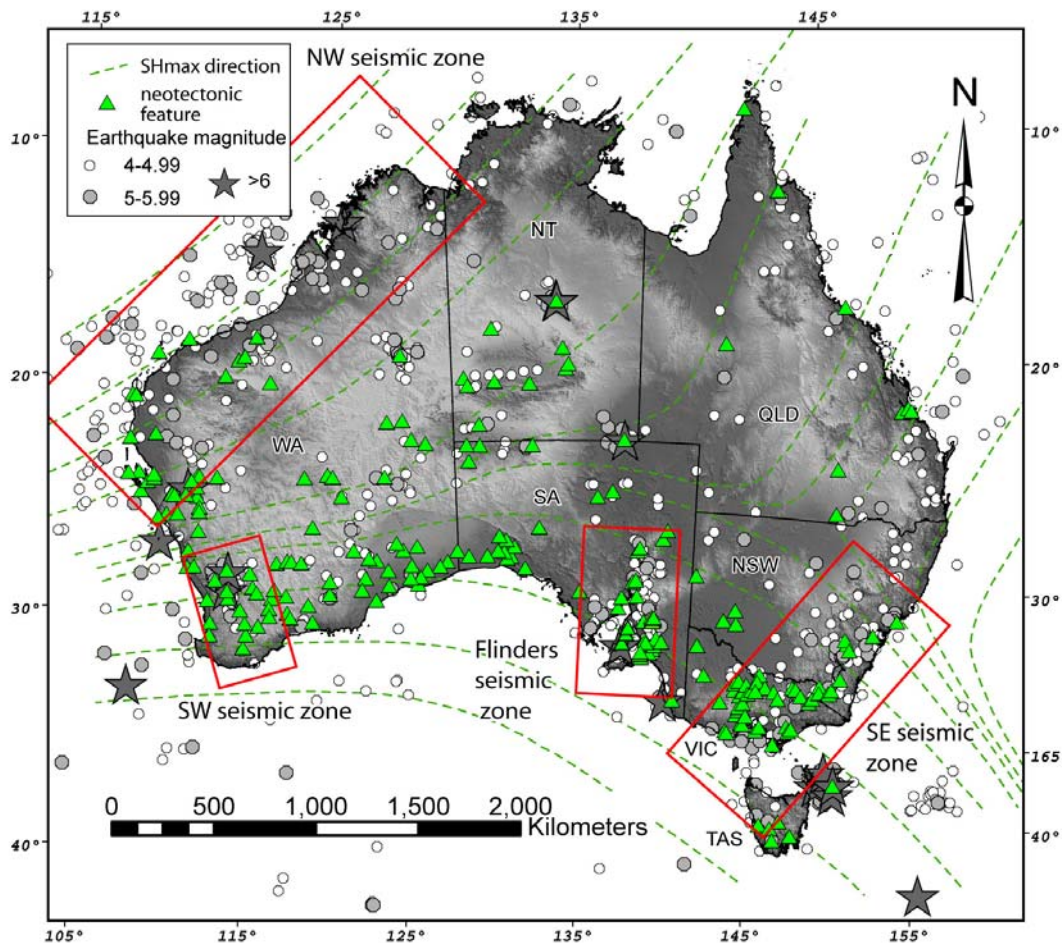 115° 125° 135° 145°
SHmax direction
neotectonic
feature
Earthquake magnitude
4-4.99
5-5.99
>6
NW seismic zone
N
10° 10°
NT
20° 20°
WA
QLD
SA
NSW
30° 30°
Flinders
seismic
zone
SW seismic zone
VIC
SE seismic
zone
165°
0 500 1,000 1,500 2,000
Kilometers
TAS
40° 40°
105° 115° 125° 135° 145° 155°